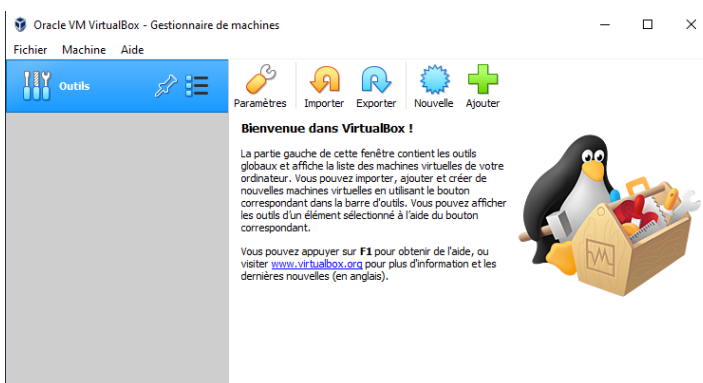 Oracle VM VirtualBox - Gestionnaire de machines
Fichier Machine Aide
Outils
Paramètres Importer Exporter Nouvelle Ajouter
Bienvenue dans VirtualBox !
La partie gauche de cette fenêtre contient les outils
globaux et affiche la liste des machines virtuelles de votre
ordinateur. Vous pouvez importer, ajouter et créer de
nouvelles machines virtuelles en utilisant le bouton
correspondant dans la barre d'outils. Vous pouvez afficher
les outils d'un élément sélectionné à l'aide du bouton
correspondant.
Vous pouvez appuyer sur F1 pour obtenir de l'aide, ou
visiter www.virtualbox.org pour plus d'information et les
dernières nouvelles (en anglais).